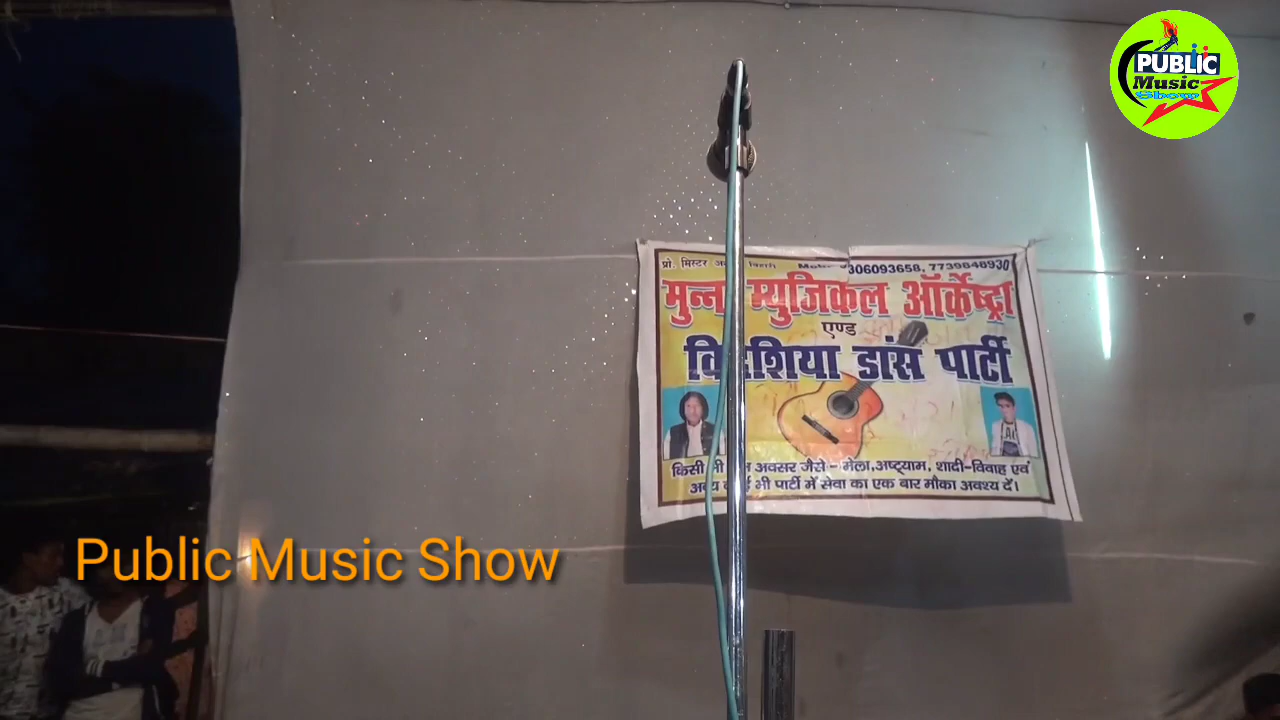 PUBLIC
Music
Show
प्रो. मिस्टर
306093658, 7739848930
म्युजिकल ऑर्केष्ट्रा
एण्ड
डांस पार्टी
अवसर जैसे - मेला,अष्ट्याम, शादी-विवाह एवं
भी पार्टी में सेवा का एक बार मौका अवश्य दें।
Public Music Show